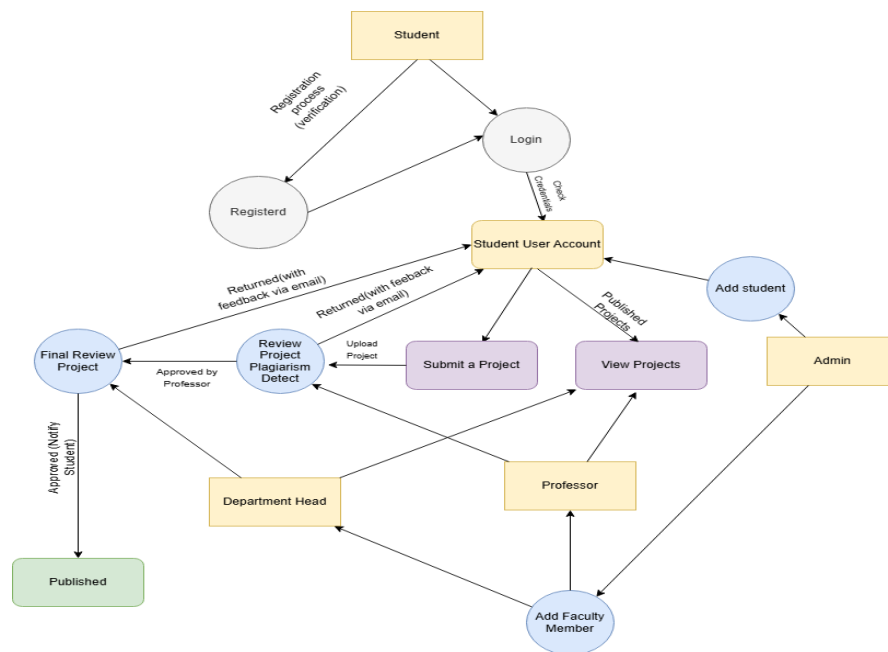 Student
Registration
process
(verification)
Login
Check
Credentials
Registerd
Student User Account
Returned(with
feedback via email)
Returned(with feeback
via email)
Published
Projects
Add student
Final Review
Project
Approved by
Professor
Review
Project
Plagiarism
Detect
Upload
Project
Submit a Project
View Projects
Admin
Approved (Notify
Student)
Department Head
Professor
Published
Add Faculty
Member